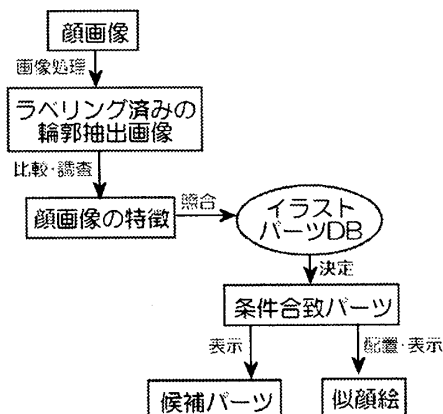 顔画像
画像処理
ラベリング済みの
輪郭抽出画像
比較・調査
顔画像の特徴
照合
イラスト
パーツDB
決定
条件合致パーツ
表示
配置・表示
候補パーツ
似顔絵